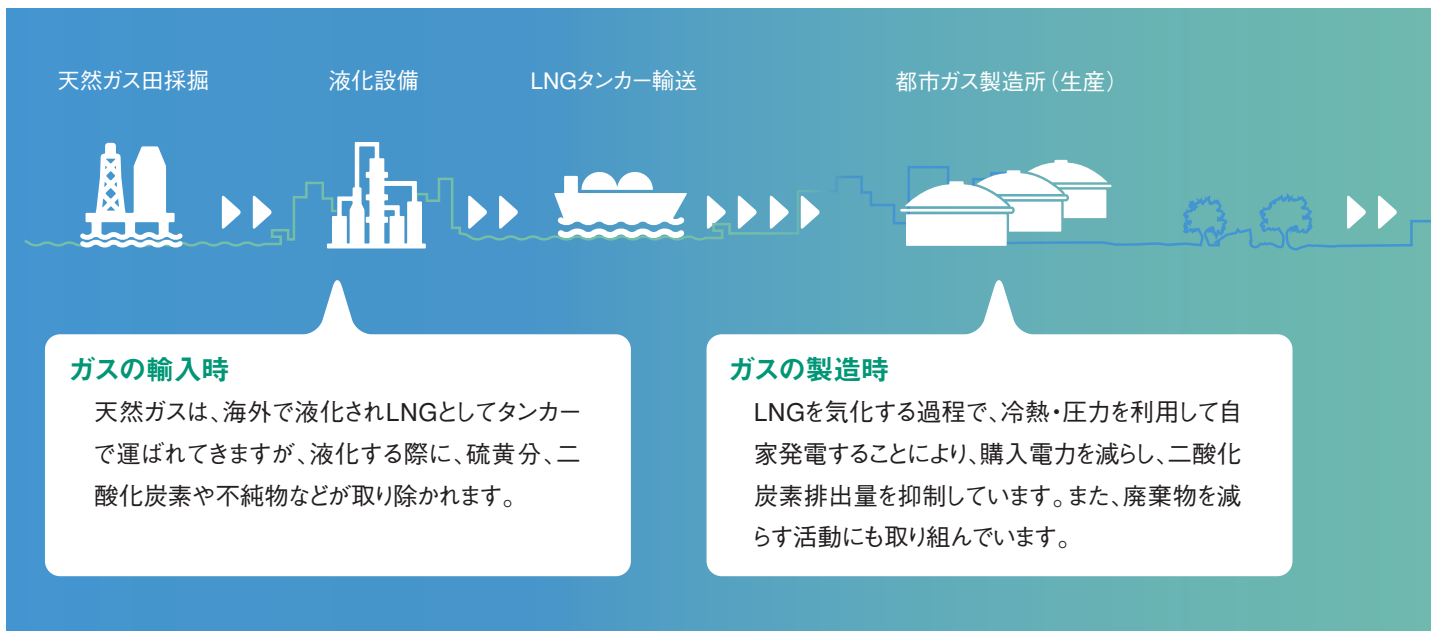 天然ガス田採掘
液化設備
LNGタンカー輸送
都市ガス製造所（生産）
ガスの輸入時
天然ガスは、海外で液化されLNGとしてタンカー
で運ばれてきますが、液化する際に、硫黄分、二
酸化炭素や不純物などが取り除かれます。
ガスの製造時
LNGを気化する過程で、冷熱・圧力を利用して自
家発電することにより、購入電力を減らし、二酸化
炭素排出量を抑制しています。また、廃棄物を減
らす活動にも取り組んでいます。